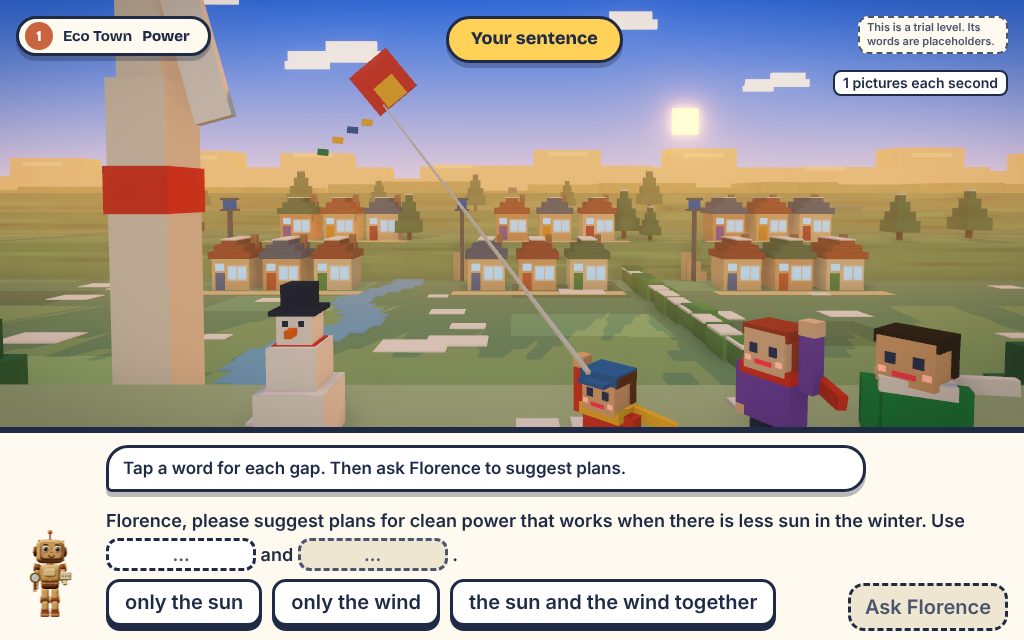 1 Eco Town Power
Your sentence
This is a trial level. Its
words are placeholders.
1 pictures each second
Tap a word for each gap. Then ask Florence to suggest plans.
Florence, please suggest plans for clean power that works when there is less sun in the winter. Use
... and ... .
only the sun
only the wind
the sun and the wind together
Ask Florence